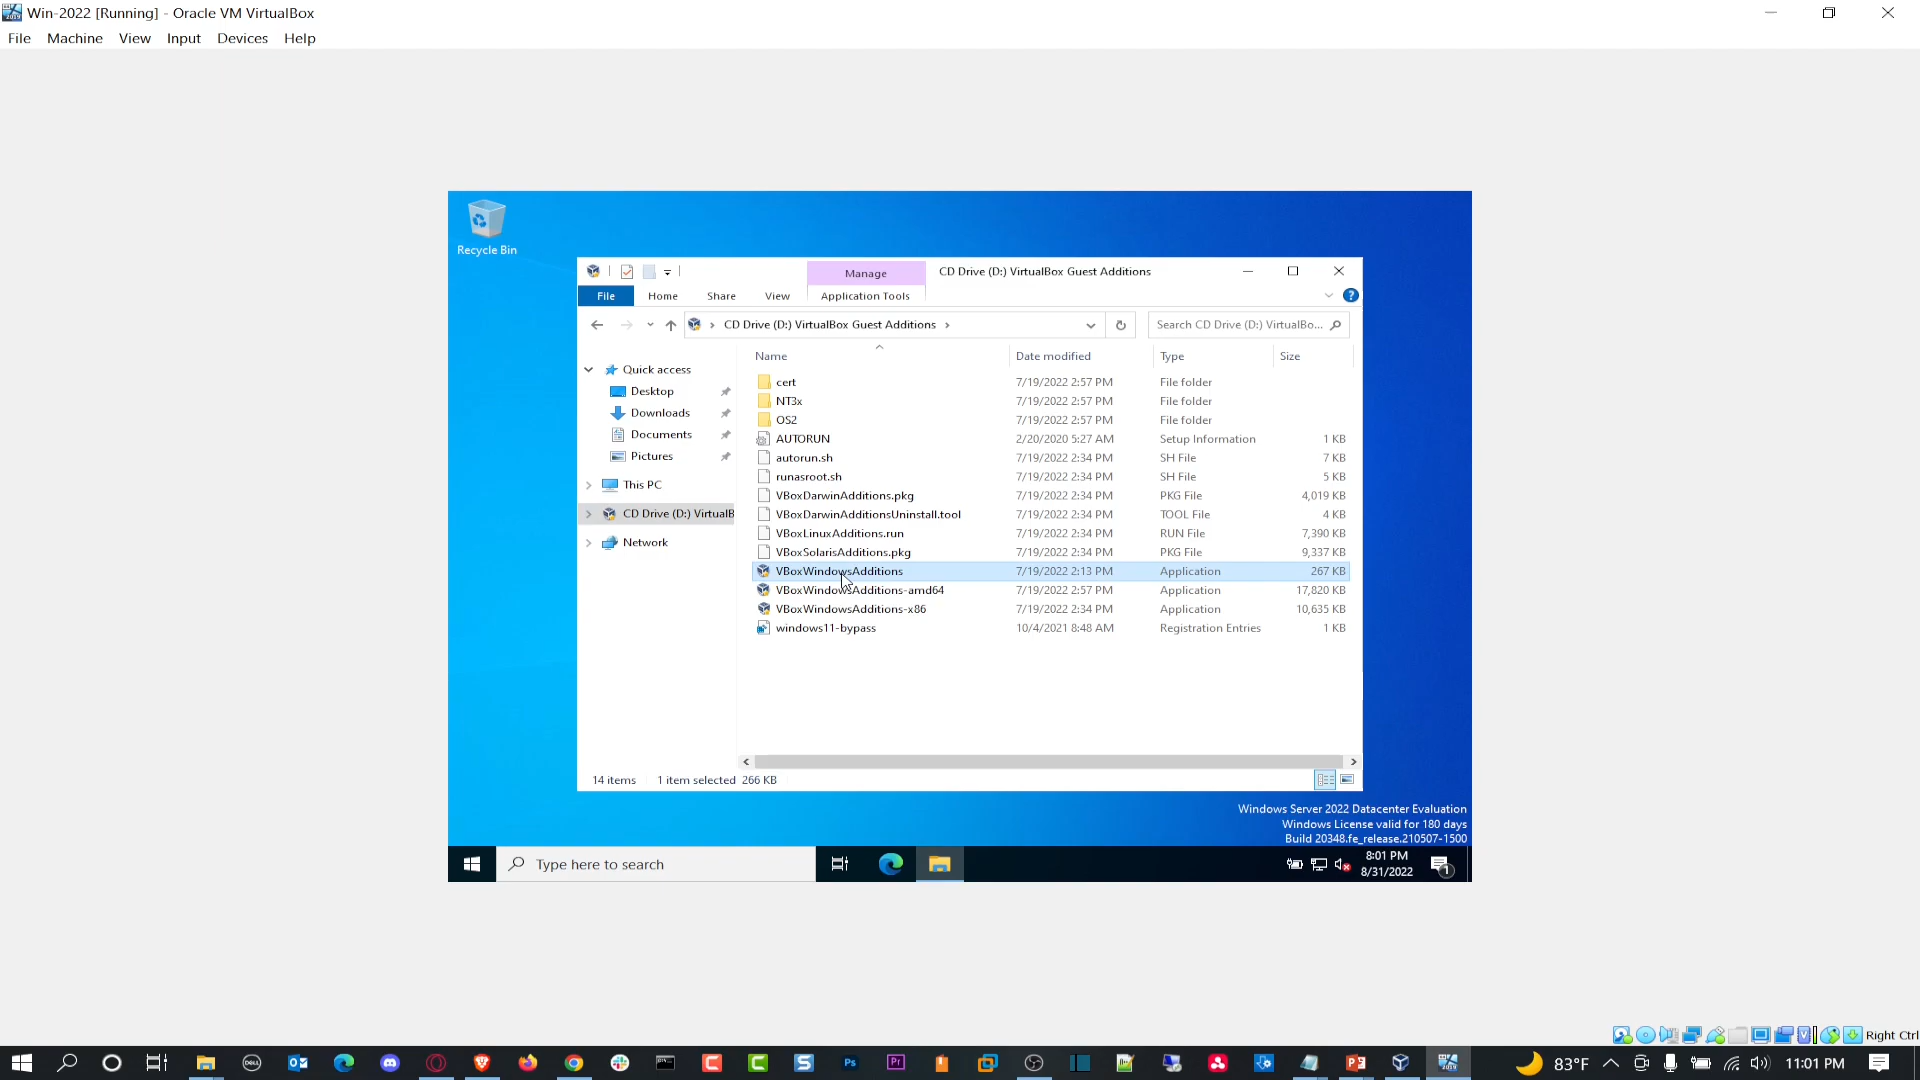 Win-2022 [Running] - Oracle VM VirtualBox
File Machine View Input Devices Help
Recycle Bin
Manage CD Drive (D:) VirtualBox Guest Additions
File Home Share View Application Tools
CD Drive (D:) VirtualBox Guest Additions Search CD Drive (D:) VirtualBo...
Name Date modified Type Size
Quick access
Desktop
Downloads
Documents
Pictures
This PC
CD Drive (D:) VirtualB
Network
cert 7/19/2022 2:57 PM File folder
NT3x 7/19/2022 2:57 PM File folder
OS2 7/19/2022 2:57 PM File folder
AUTORUN 2/20/2020 5:27 AM Setup Information 1 KB
autorun.sh 7/19/2022 2:34 PM SH File 7 KB
runasroot.sh 7/19/2022 2:34 PM SH File 5 KB
VBoxDarwinAdditions.pkg 7/19/2022 2:34 PM PKG File 4,019 KB
VBoxDarwinAdditionsUninstall.tool 7/19/2022 2:34 PM TOOL File 4 KB
VBoxLinuxAdditions.run 7/19/2022 2:34 PM RUN File 7,390 KB
VBoxSolarisAdditions.pkg 7/19/2022 2:34 PM PKG File 9,337 KB
VBoxWindowsAdditions 7/19/2022 2:13 PM Application 267 KB
VBoxWindowsAdditions-amd64 7/19/2022 2:57 PM Application 17,820 KB
VBoxWindowsAdditions-x86 7/19/2022 2:34 PM Application 10,635 KB
windows11-bypass 10/4/2021 8:48 AM Registration Entries 1 KB
14 items 1 item selected 266 KB
Windows Server 2022 Datacenter Evaluation
Windows License valid for 180 days
Build 20348.fe_release.210507-1500
Type here to search
8:01 PM
8/31/2022
1
Right Ctrl
DELL
Ps
Pr
83°F 11:01 PM